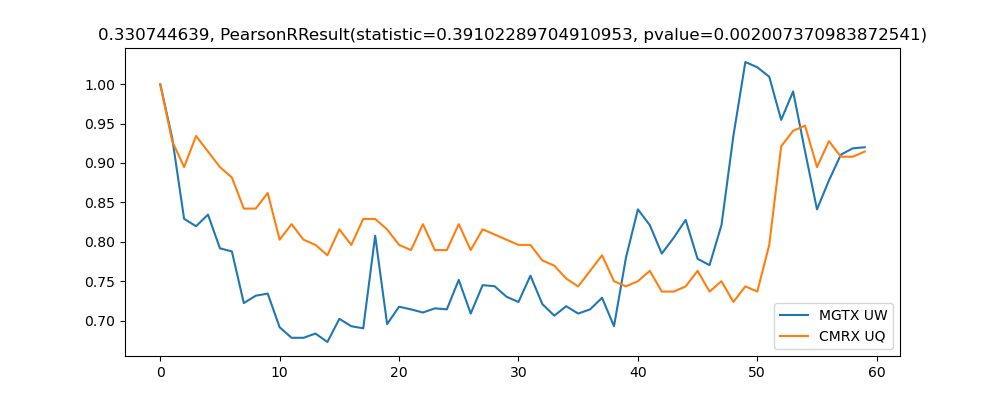 0.330744639, PearsonRResult(statistic=0.39102289704910953, pvalue=0.002007370983872541)
1.00
0.95
0.90
0.85
0.80
0.75
0.70
0 10 20 30 40 50 60
MGTX UW
CMRX UQ